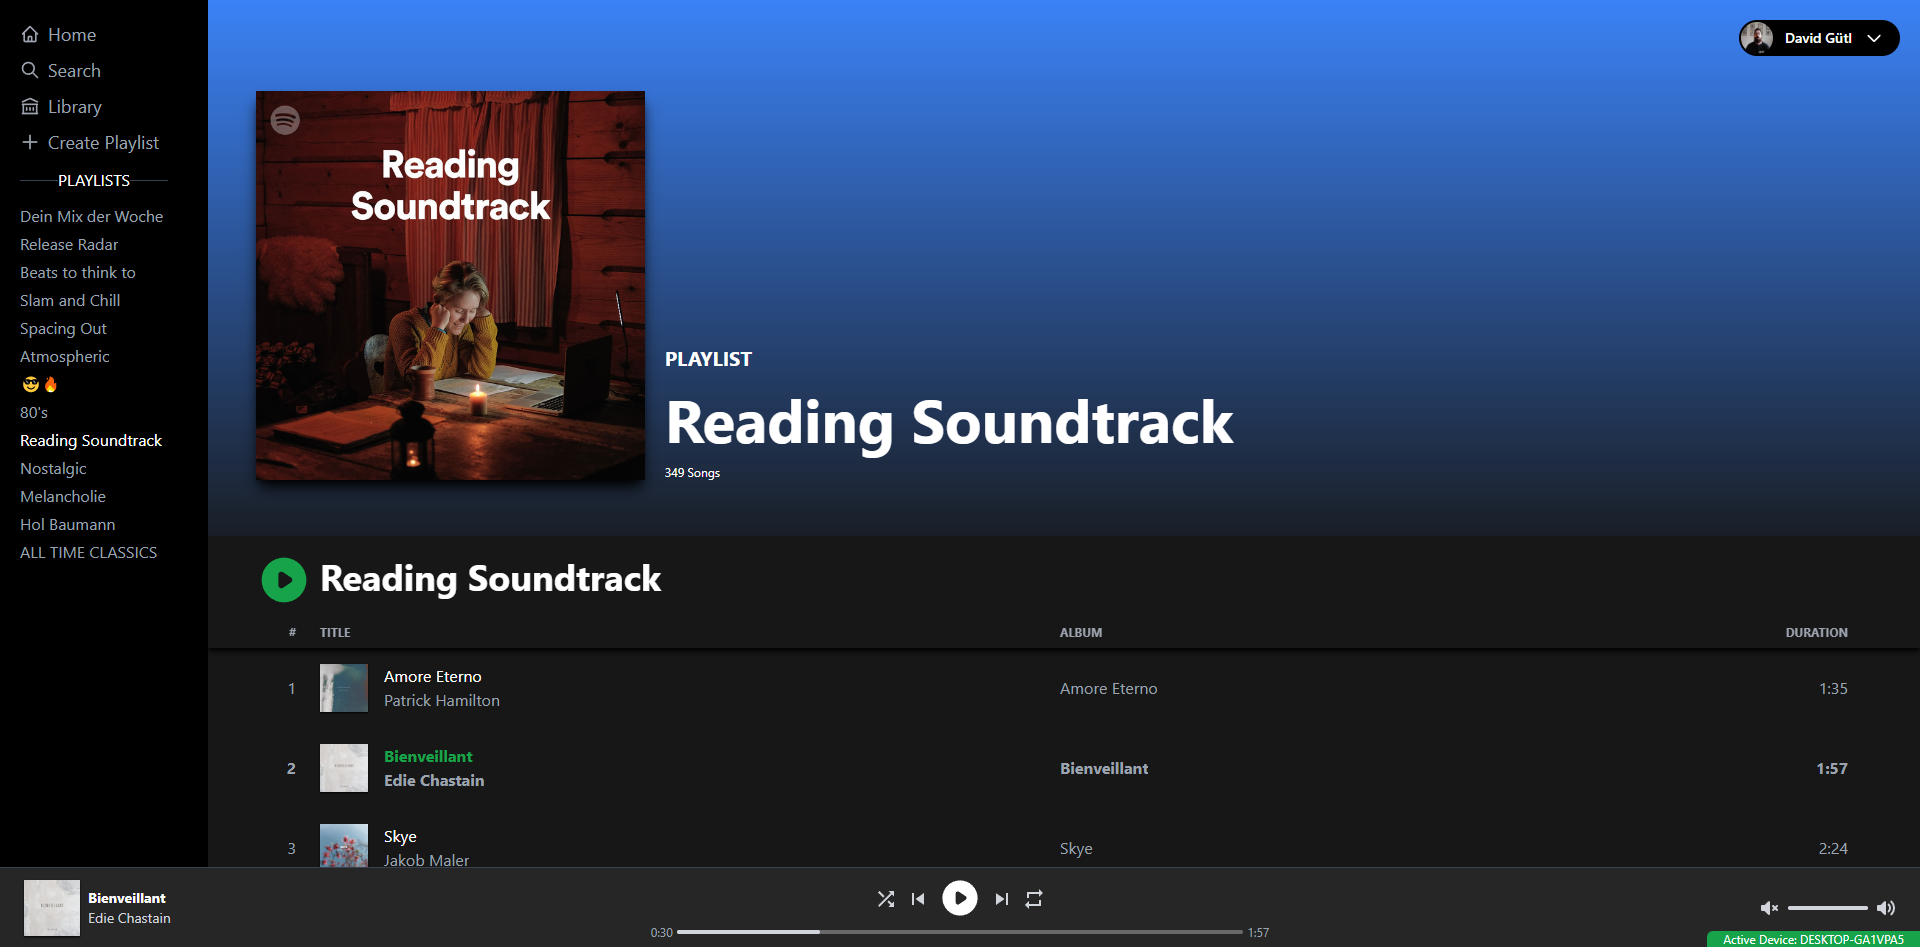 Home
Search
Library
Create Playlist
PLAYLISTS
Dein Mix der Woche
Release Radar
Beats to think to
Slam and Chill
Spacing Out
Atmospheric
😎🔥
80's
Reading Soundtrack
Nostalgic
Melancholie
Hol Baumann
ALL TIME CLASSICS
David Gütl
Reading
Soundtrack
PLAYLIST
Reading Soundtrack
349 Songs
Reading Soundtrack
# TITLE ALBUM DURATION
1 Amore Eterno Amore Eterno 1:35
Patrick Hamilton
2 Bienveillant Bienveillant 1:57
Edie Chastain
3 Skye Skye 2:24
Jakob Maler
Bienveillant
Edie Chastain
0:30 1:57
Active Device: DESKTOP-GA1VPA5